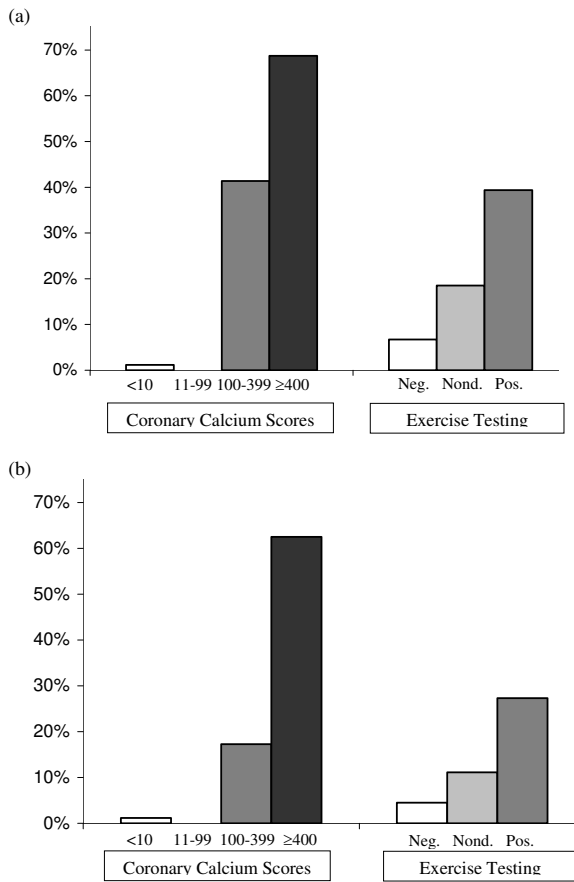 (a)
70%
60%
50%
40%
30%
20%
10%
0%
<10 11-99 100-399 ≥400 Neg. Nond. Pos.
Coronary Calcium Scores Exercise Testing
(b)
70%
60%
50%
40%
30%
20%
10%
0%
<10 11-99 100-399 ≥400 Neg. Nond. Pos.
Coronary Calcium Scores Exercise Testing